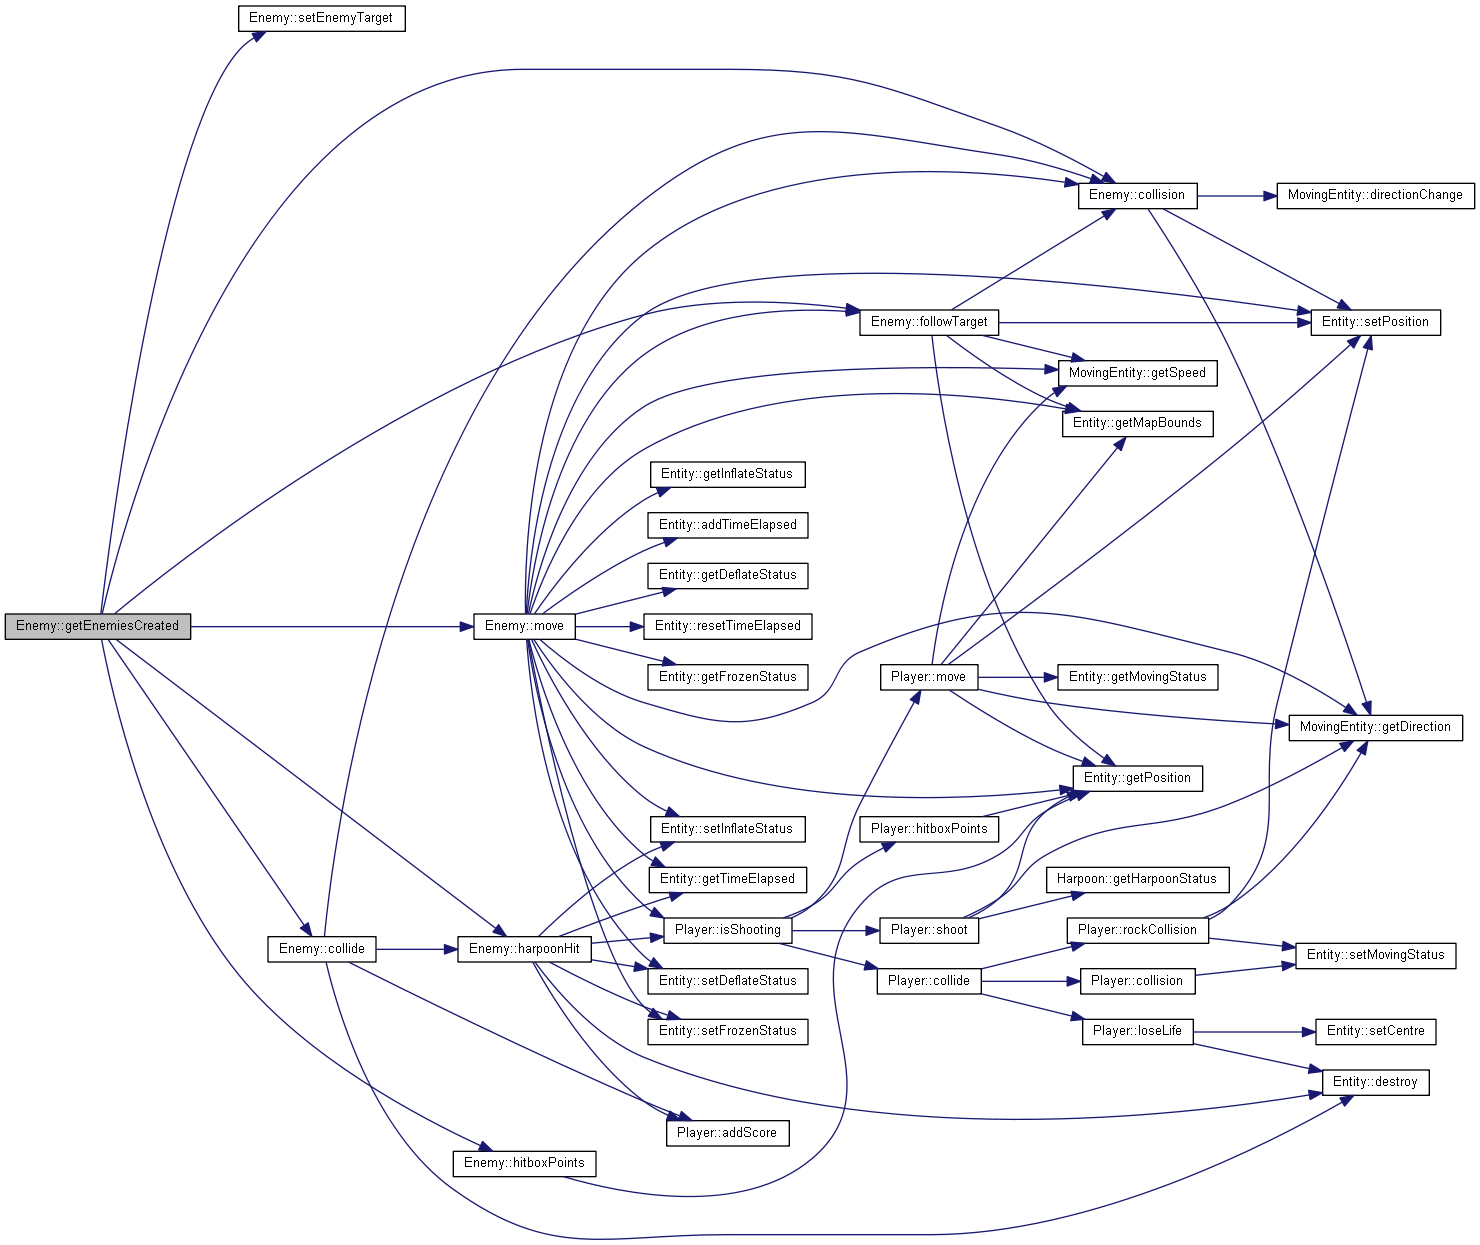 Enemy::setEnemyTarget
Enemy::collision
MovingEntity::directionChange
Enemy::followTarget
Entity::setPosition
MovingEntity::getSpeed
Entity::getMapBounds
Entity::getInflateStatus
Entity::addTimeElapsed
Entity::getDeflateStatus
Enemy::getEnemiesCreated
Enemy::move
Entity::resetTimeElapsed
Entity::getFrozenStatus
Player::move
Entity::getMovingStatus
MovingEntity::getDirection
Entity::getPosition
Entity::setInflateStatus
Player::hitboxPoints
Entity::getTimeElapsed
Harpoon::getHarpoonStatus
Player::isShooting
Player::shoot
Player::rockCollision
Enemy::collide
Enemy::harpoonHit
Entity::setMovingStatus
Entity::setDeflateStatus
Player::collide
Player::collision
Entity::setFrozenStatus
Player::loseLife
Entity::setCentre
Entity::destroy
Player::addScore
Enemy::hitboxPoints